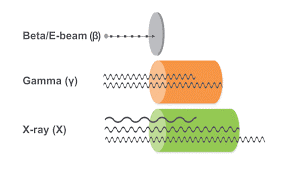 Beta/E-beam (β)
Gamma (γ)
X-ray (X)